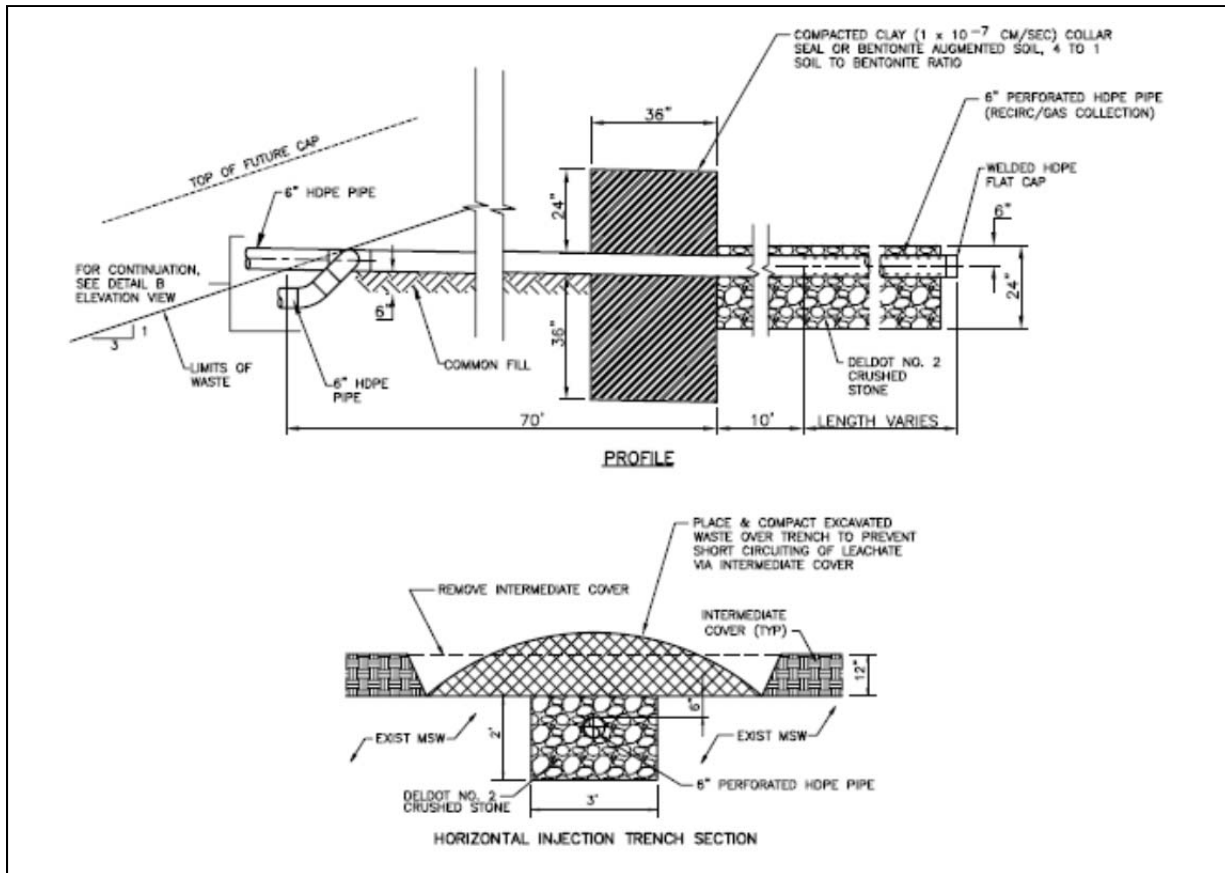 COMPACTED CLAY (1 x 10⁻⁷ CM/SEC) COLLAR
SEAL OR BENTONITE AUGMENTED SOIL, 4 TO 1
SOIL TO BENTONITE RATIO
36"
6" PERFORATED HDPE PIPE
(RECIRC/GAS COLLECTION)
TOP OF FUTURE CAP
WELDED HDPE
FLAT CAP
6" HDPE PIPE
24"
6"
FOR CONTINUATION,
SEE DETAIL B
ELEVATION VIEW
24"
6"
36"
1
3
LIMITS OF
WASTE
COMMON FILL
DELDOT NO. 2
CRUSHED
STONE
6" HDPE
PIPE
70'
10'
LENGTH VARIES
PROFILE
PLACE & COMPACT EXCAVATED
WASTE OVER TRENCH TO PREVENT
SHORT CIRCUITING OF LEACHATE
VIA INTERMEDIATE COVER
REMOVE INTERMEDIATE COVER
INTERMEDIATE
COVER (TYP)
12"
6"
2'
EXIST MSW
EXIST MSW
6" PERFORATED HDPE PIPE
DELDOT NO. 2
CRUSHED STONE
3'
HORIZONTAL INJECTION TRENCH SECTION